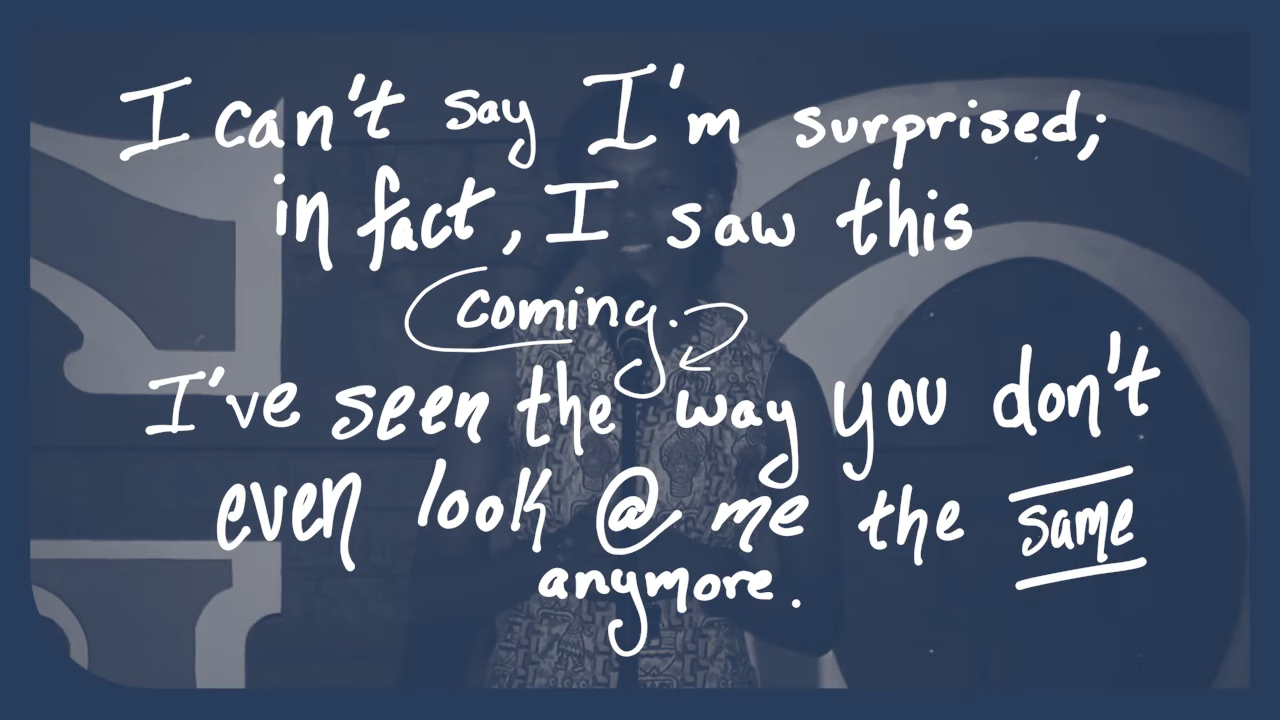 I can't say I'm surprised;
in fact, I saw this
coming.
I've seen the way you don't
even look @ me the same
anymore.